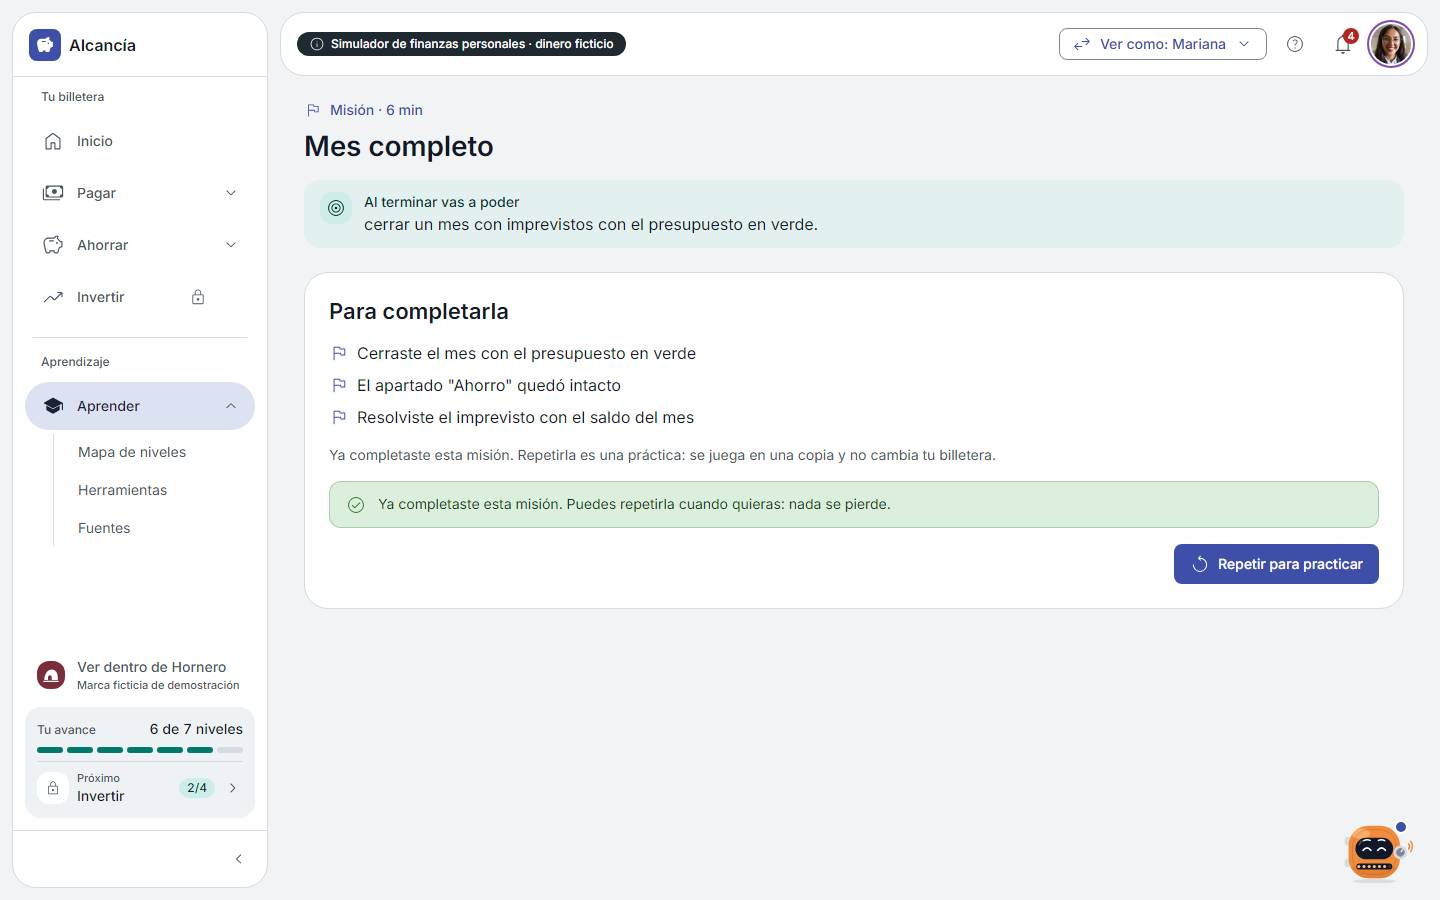 Alcancía
Tu billetera
Inicio
Pagar
Ahorrar
Invertir
Aprendizaje
Aprender
Mapa de niveles
Herramientas
Fuentes
Ver dentro de Hornero
Marca ficticia de demostración
Tu avance
6 de 7 niveles
Próximo
Invertir
2/4
Simulador de finanzas personales · dinero ficticio
Ver como: Mariana
4
Misión · 6 min
Mes completo
Al terminar vas a poder
cerrar un mes con imprevistos con el presupuesto en verde.
Para completarla
Cerraste el mes con el presupuesto en verde
El apartado "Ahorro" quedó intacto
Resolviste el imprevisto con el saldo del mes
Ya completaste esta misión. Repetirla es una práctica: se juega en una copia y no cambia tu billetera.
Ya completaste esta misión. Puedes repetirla cuando quieras: nada se pierde.
Repetir para practicar